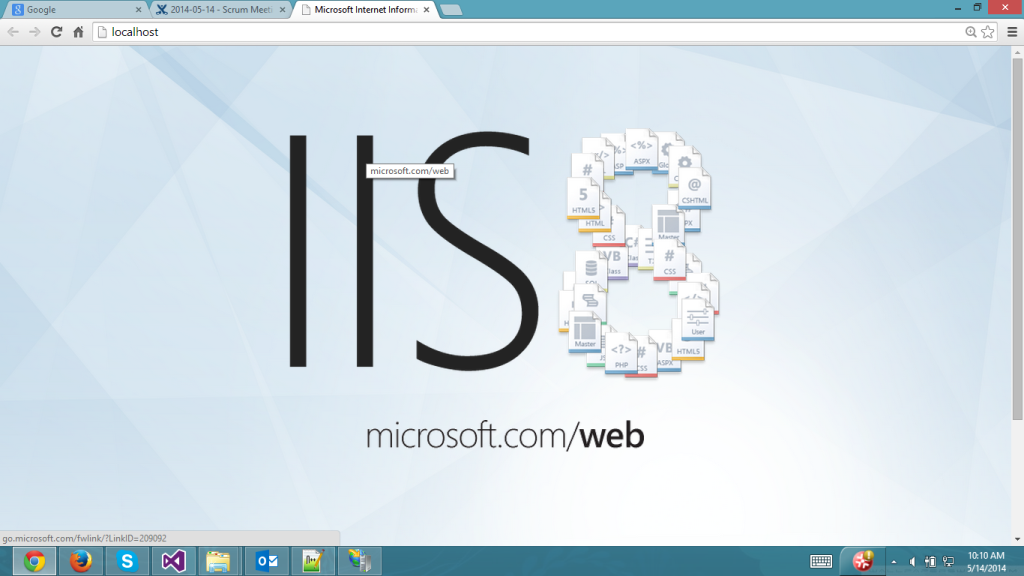 Google
2014-05-14 - Scrum Meeti
Microsoft Internet Inform
localhost
IIS
microsoft.com/web
<%>
ASPX
@
CSHTML
#
5
HTML5
HTML
CSS
VB
C#
Master
#
CSS
Master
<?>
PHP
#
VB
ASPX
HTML5
User
microsoft.com/web
go.microsoft.com/fwlink/?LinkID=209092
10:10 AM
5/14/2014